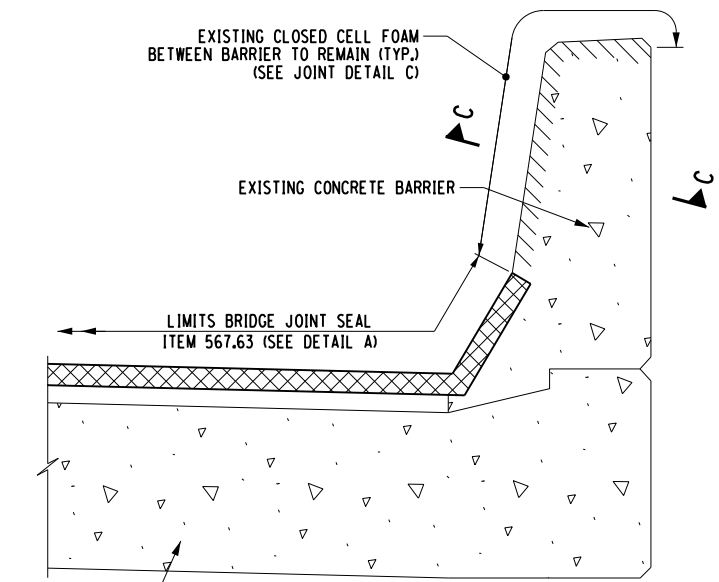 EXISTING CLOSED CELL FOAM
BETWEEN BARRIER TO REMAIN (TYP.)
(SEE JOINT DETAIL C)
C
C
EXISTING CONCRETE BARRIER
LIMITS BRIDGE JOINT SEAL
ITEM 567.63 (SEE DETAIL A)